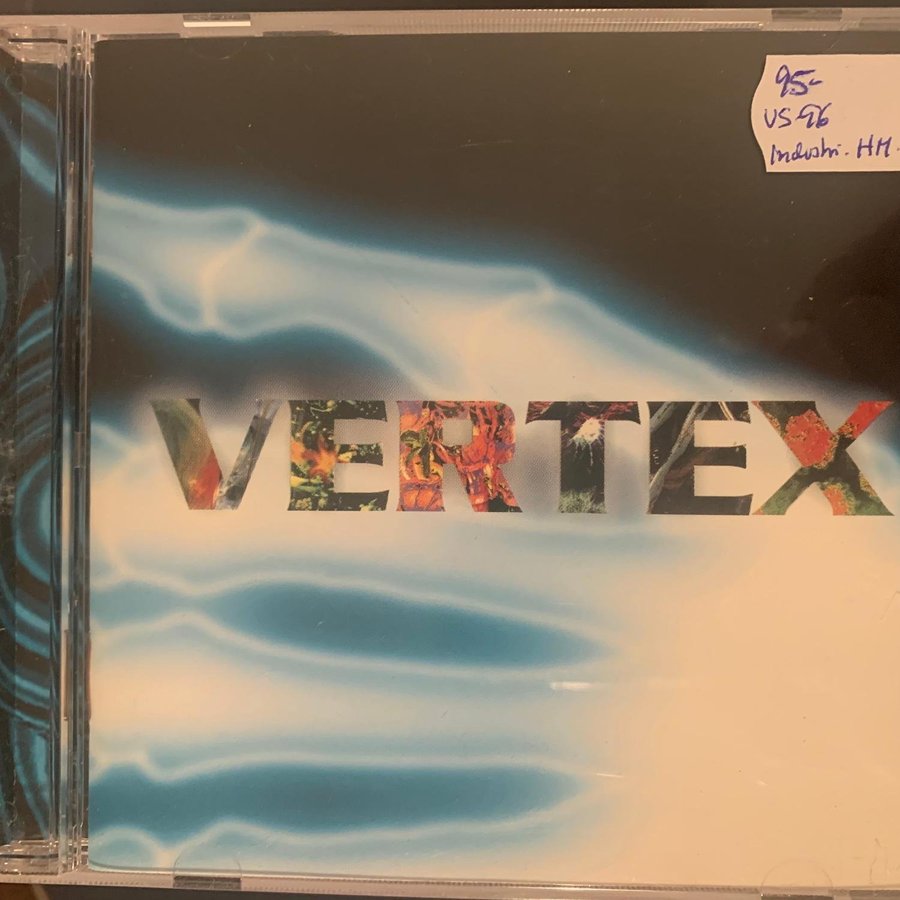 95-
US-96
Industri. HM.
VERTEX